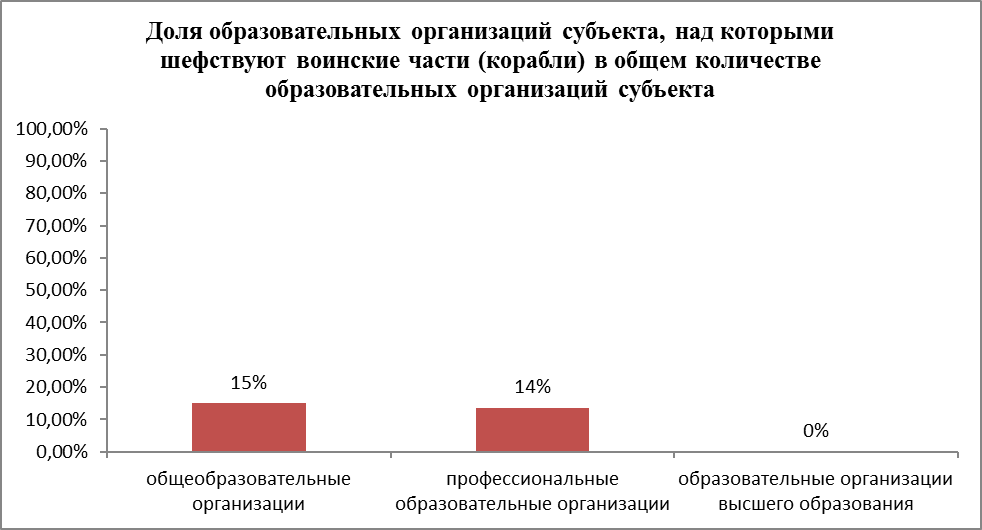 Доля образовательных организаций субъекта, над которыми
шефствуют воинские части (корабли) в общем количестве
образовательных организаций субъекта
100,00%
90,00%
80,00%
70,00%
60,00%
50,00%
40,00%
30,00%
20,00%
10,00%
0,00%
15%
14%
0%
общеобразовательные
организации
профессиональные
образовательные организации
образовательные организации
высшего образования